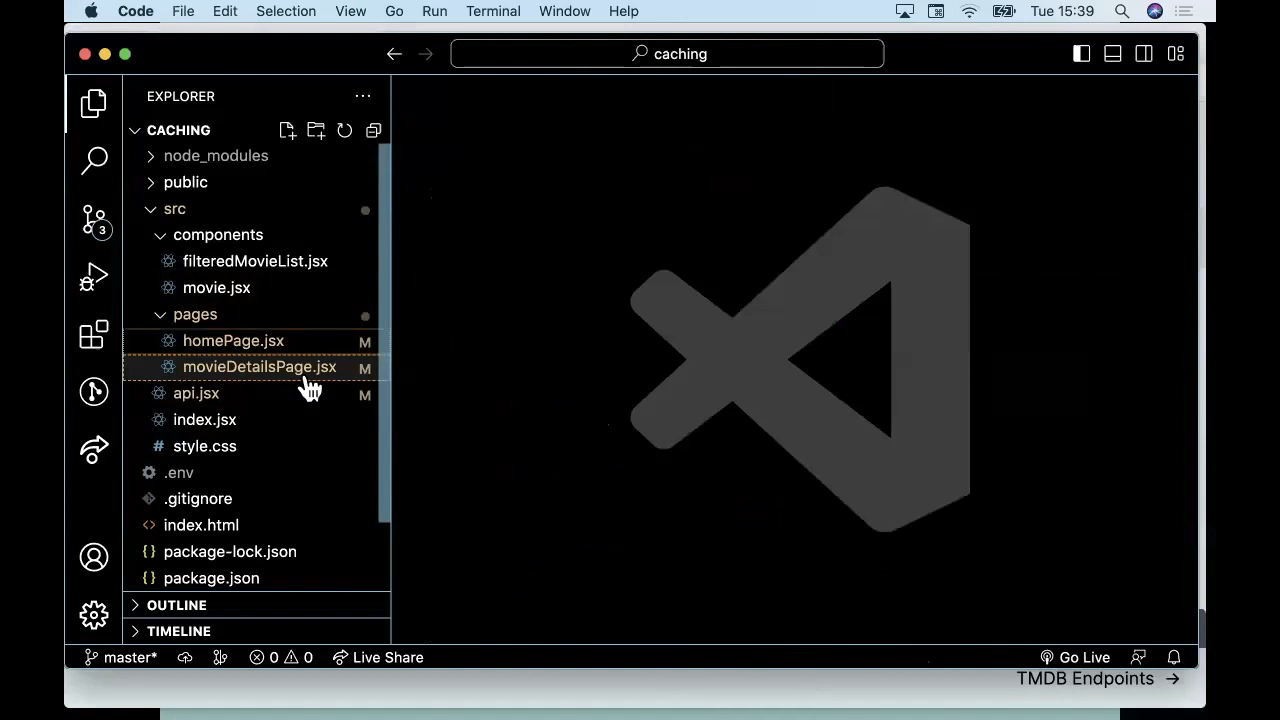 Code File Edit Selection View Go Run Terminal Window Help Tue 15:39
caching
EXPLORER
CACHING
node_modules
public
src
components
filteredMovieList.jsx
movie.jsx
3
pages
homePage.jsx M
movieDetailsPage.jsx M
api.jsx M
index.jsx
# style.css
.env
.gitignore
<> index.html
{} package-lock.json
{} package.json
OUTLINE
TIMELINE
master* 0 0 Live Share Go Live
TMDB Endpoints →